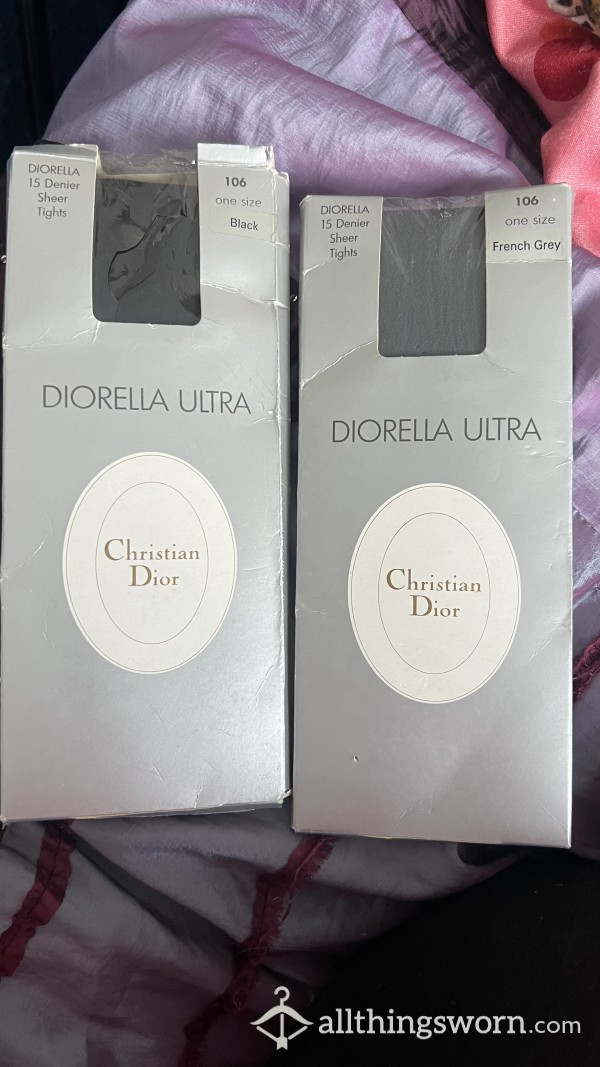 DIORELLA
15 Denier
Sheer
Tights
106
one size
Black
DIORELLA ULTRA
Christian
Dior
DIORELLA
15 Denier
Sheer
Tights
106
one size
French Grey
DIORELLA ULTRA
Christian
Dior
allthingsworn.com